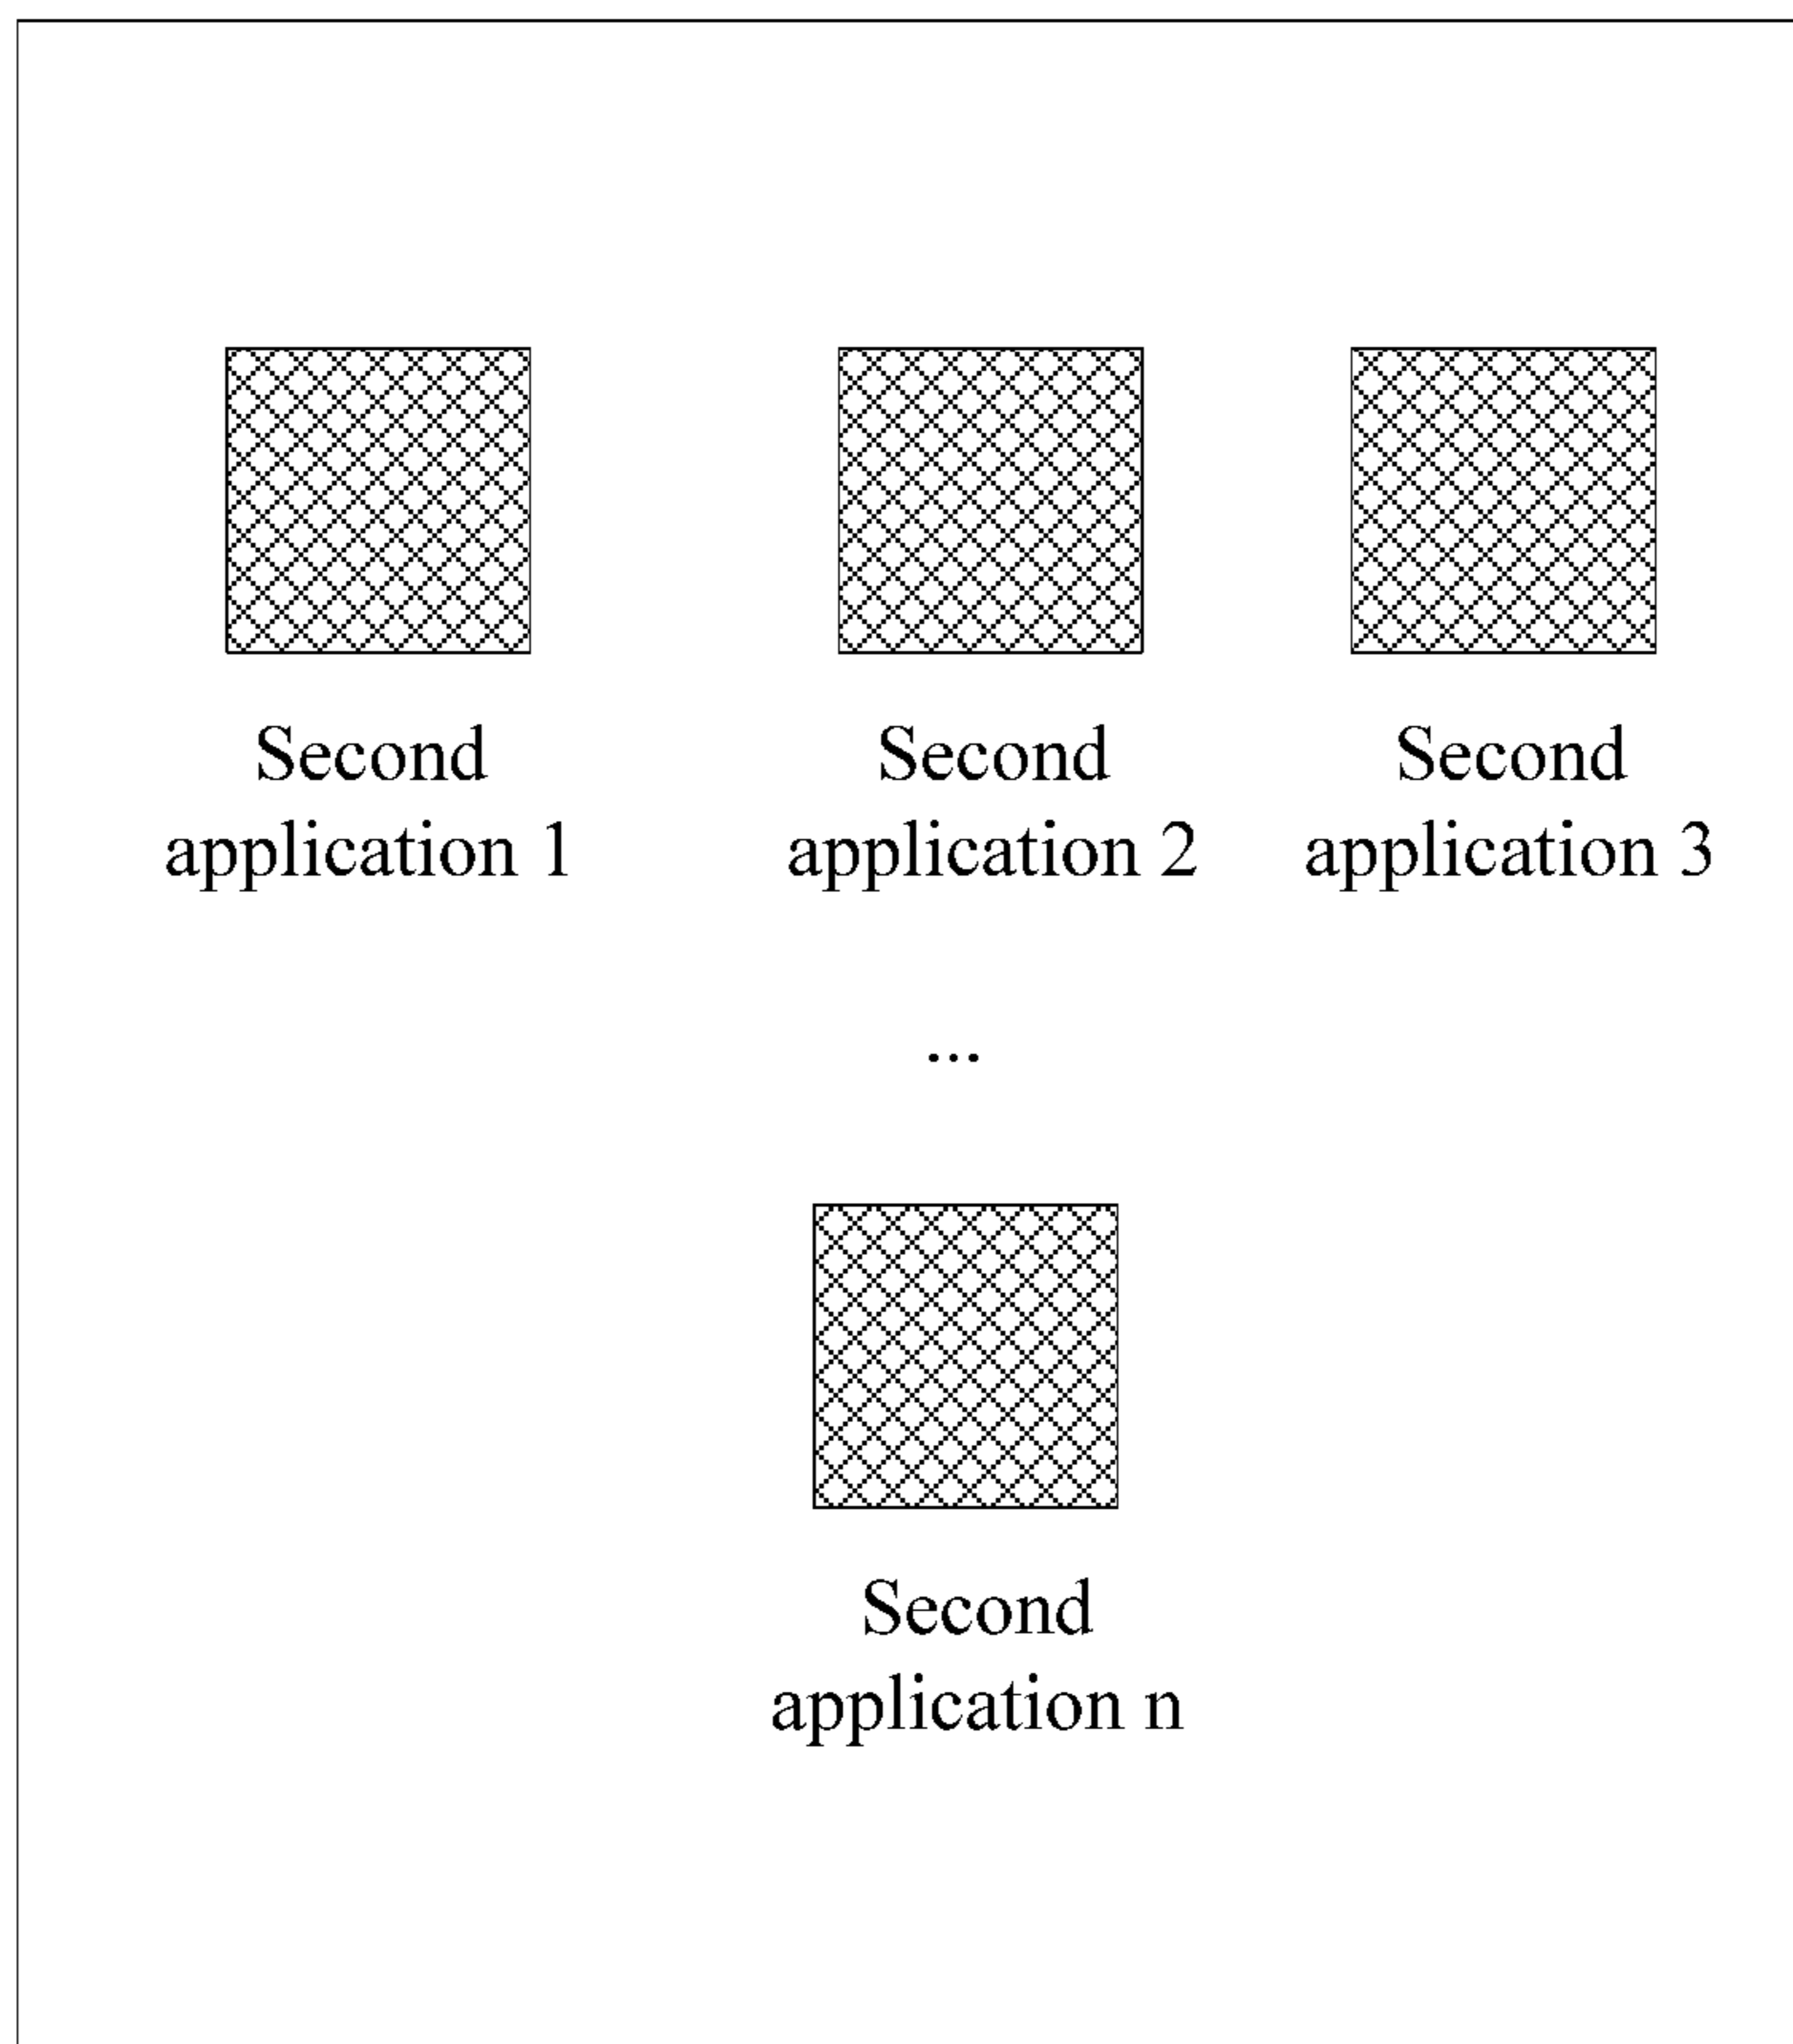 Second
application 1
Second
application 2
Second
application 3
...
Second
application n